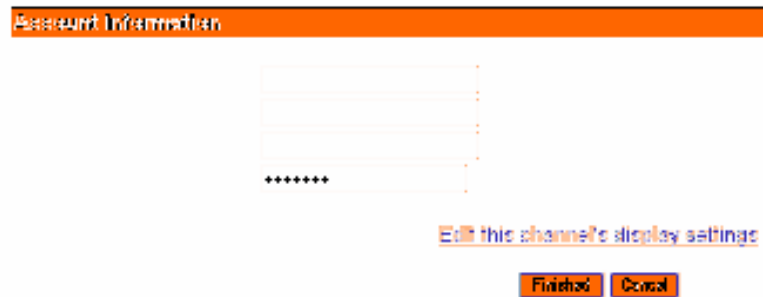 Account Information
+++++++
Edit this channel's display settings
Finished Cancel